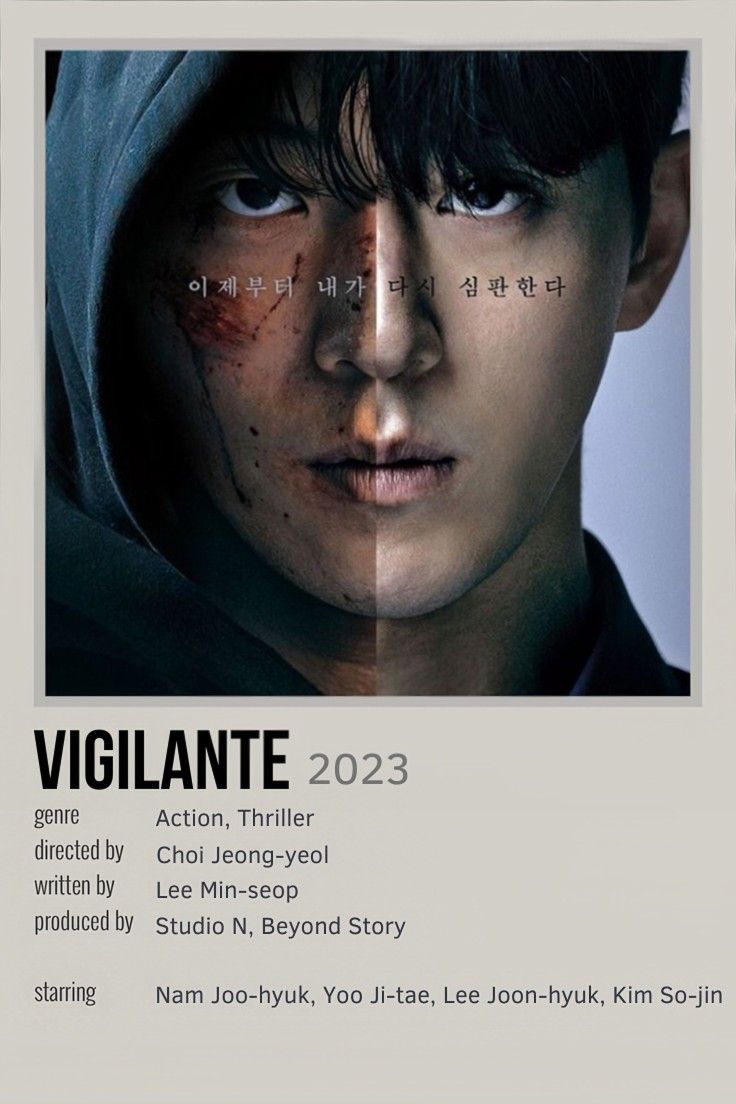 이제부터 내가 다시 심판한다
VIGILANTE 2023
genre Action, Thriller
directed by Choi Jeong-yeol
written by Lee Min-seop
produced by Studio N, Beyond Story
starring Nam Joo-hyuk, Yoo Ji-tae, Lee Joon-hyuk, Kim So-jin